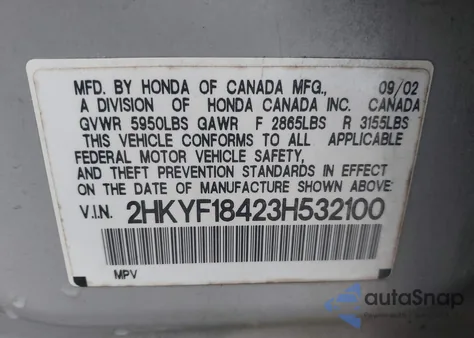 MFD. BY HONDA OF CANADA MFG., 09/02
A DIVISION OF HONDA CANADA INC. CANADA
GVWR 5950LBS GAWR F 2865LBS R 3155LBS
THIS VEHICLE CONFORMS TO ALL APPLICABLE
FEDERAL MOTOR VEHICLE SAFETY,
AND THEFT PREVENTION STANDARDS IN EFFECT
ON THE DATE OF MANUFACTURE SHOWN ABOVE:
V.I.N. 2HKYF18423H532100
MPV
autoSnap